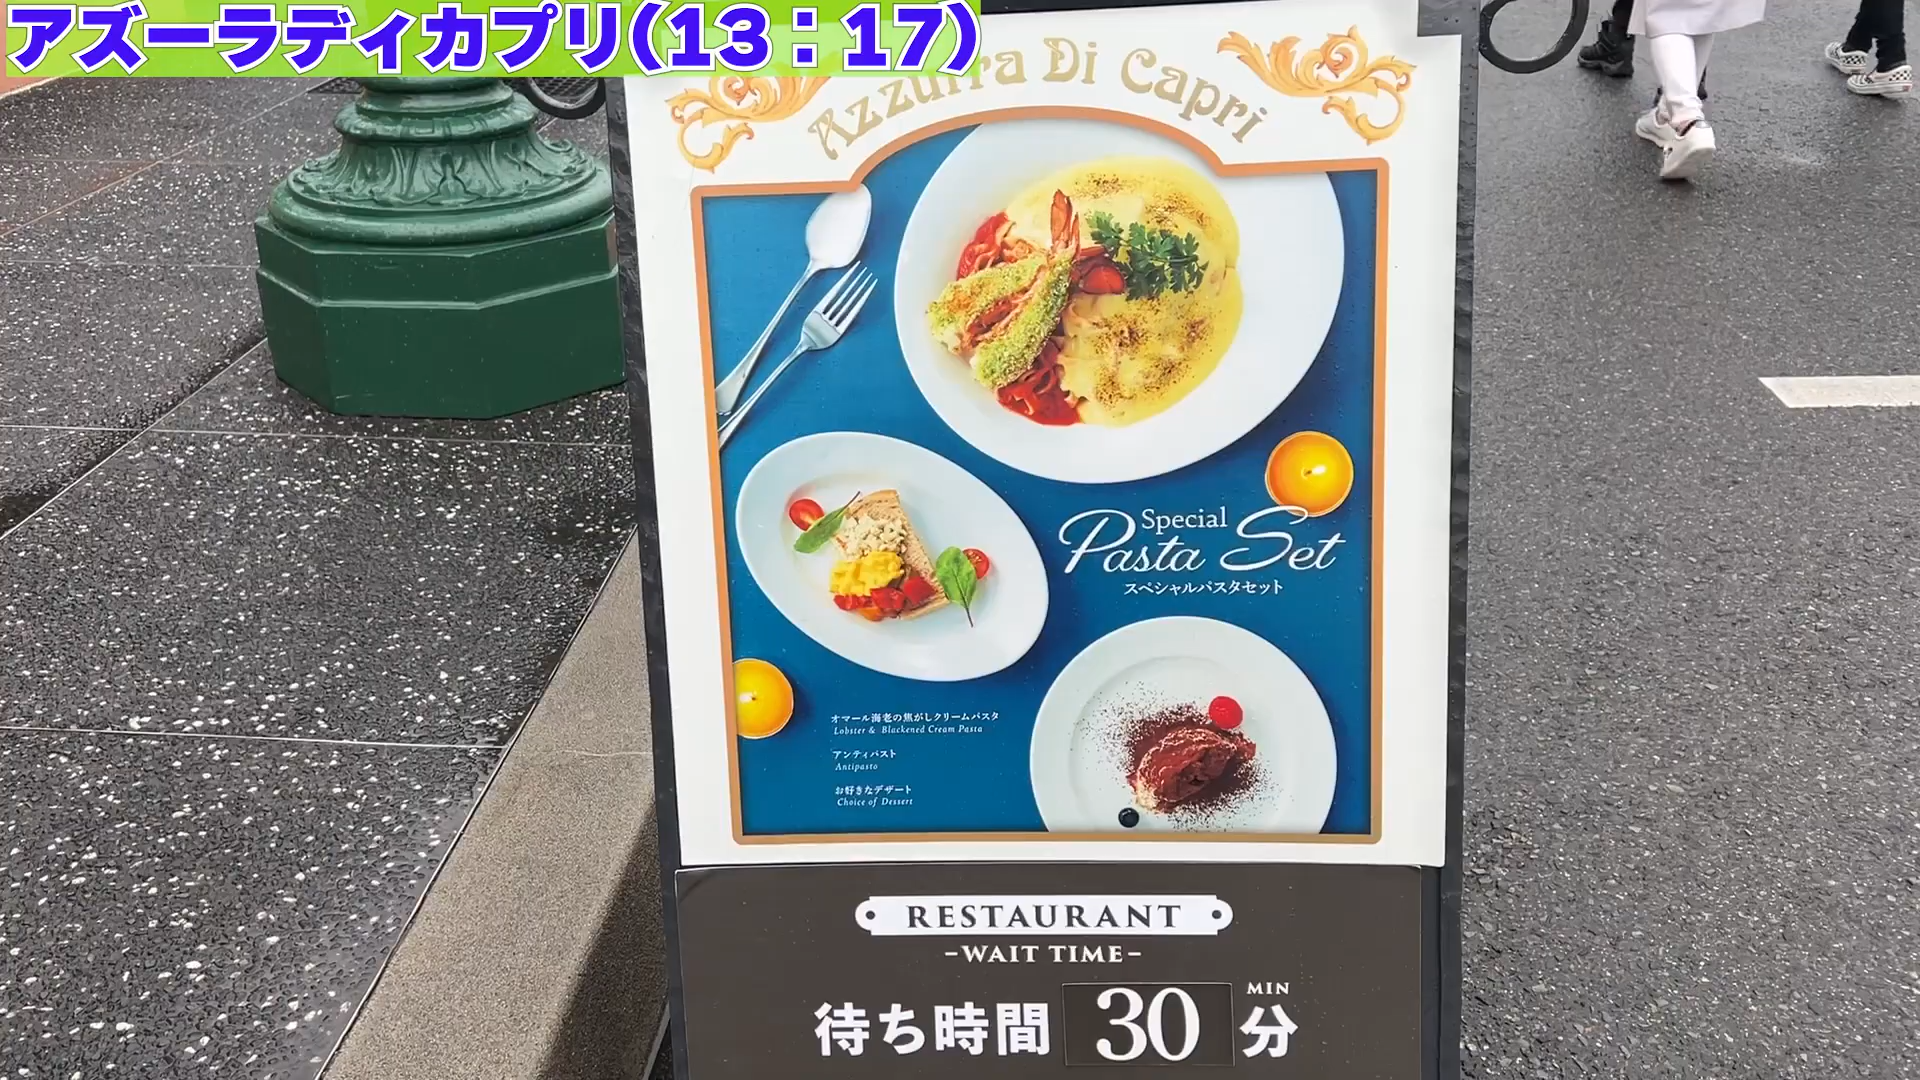 アズーラディカプリ(13：17)
Azzurra Di Capri
Special
Pasta Set
スペシャルパスタセット
オマール海老の焦がしクリームパスタ
Lobster & Blackened Cream Pasta
アンティパスト
Antipasto
お好きなデザート
Choice of Dessert
RESTAURANT
-WAIT TIME-
待ち時間 30 MIN 分